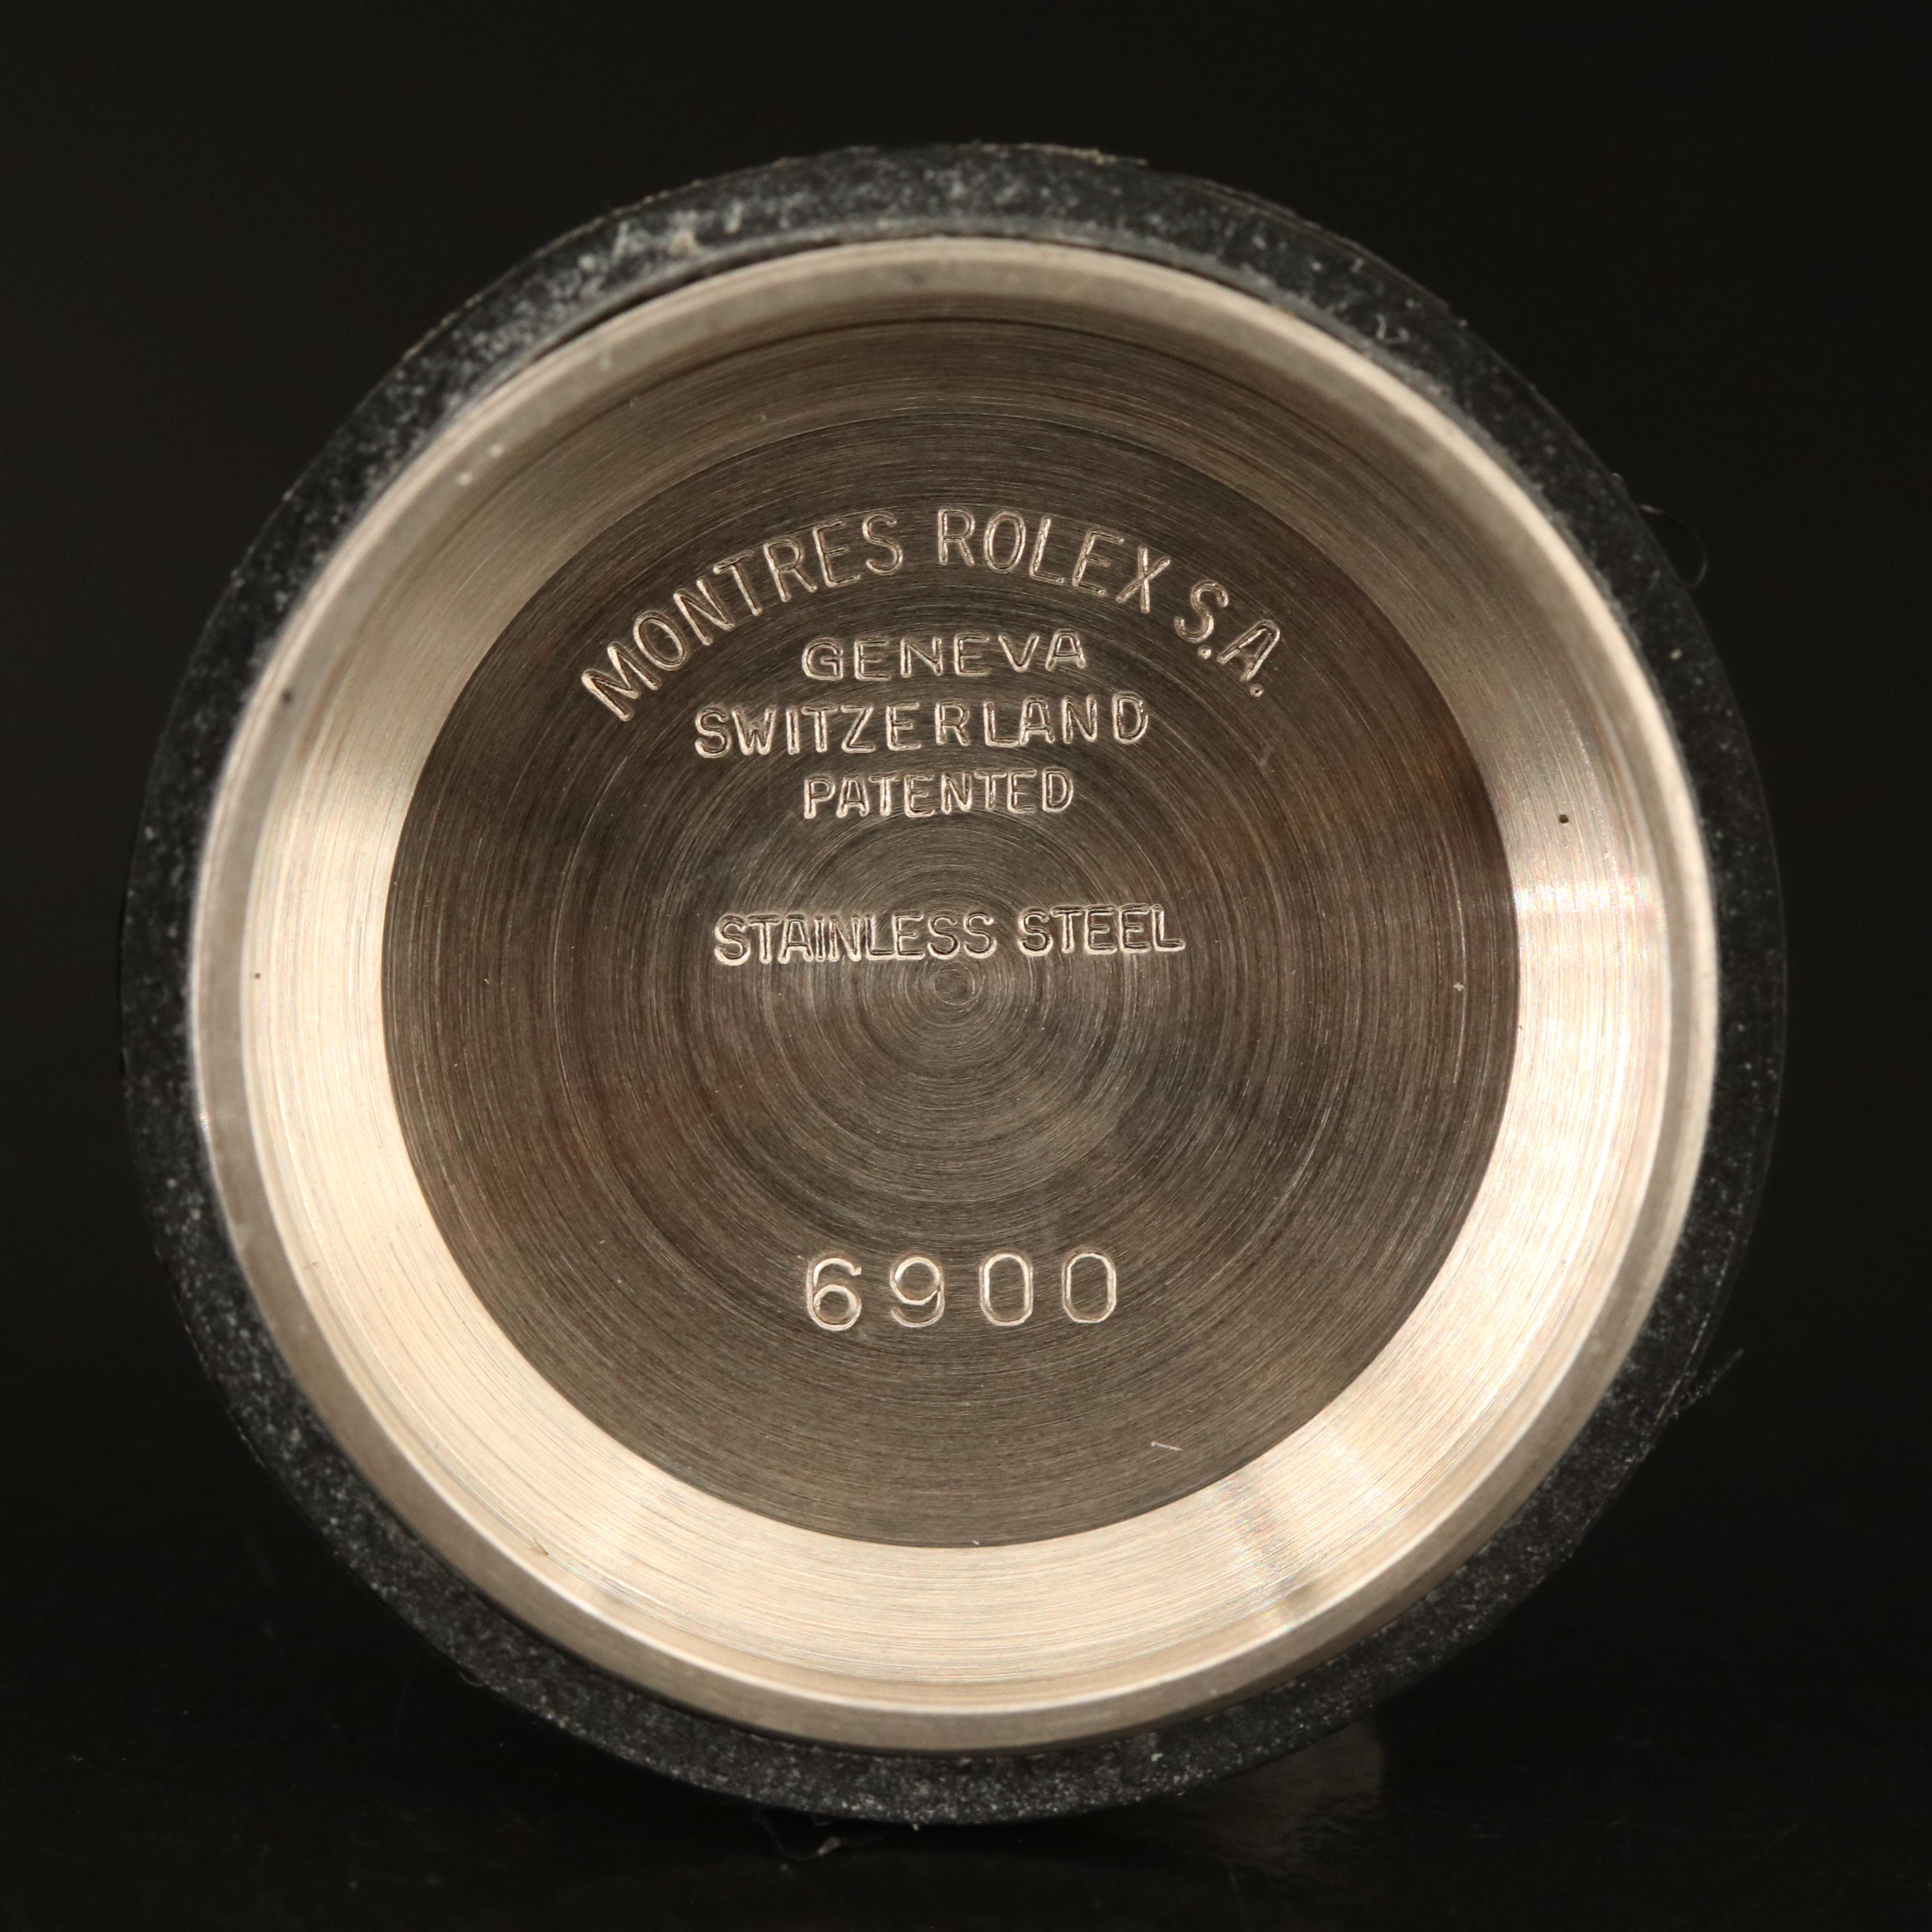 MONTRES ROLEX S.A.
GENEVA
SWITZERLAND
PATENTED
STAINLESS STEEL
6900